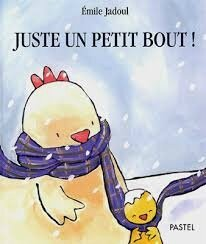 Émile Jadoul
JUSTE UN PETIT BOUT !
PASTEL